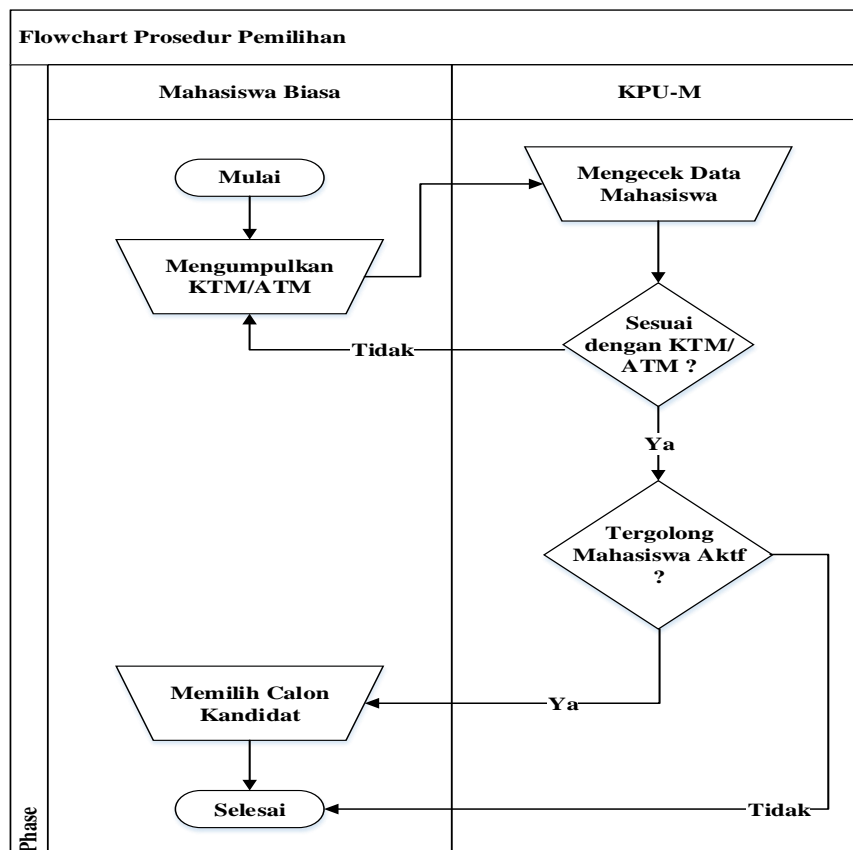 Flowchart Prosedur Pemilihan
Mahasiswa Biasa
KPU-M
Mulai
Mengecek Data
Mahasiswa
Mengumpulkan
KTM/ATM
Sesuai
dengan KTM/
ATM ?
Tidak
Ya
Tergolong
Mahasiswa Aktf
?
Memilih Calon
Kandidat
Ya
Selesai
Tidak
Phase